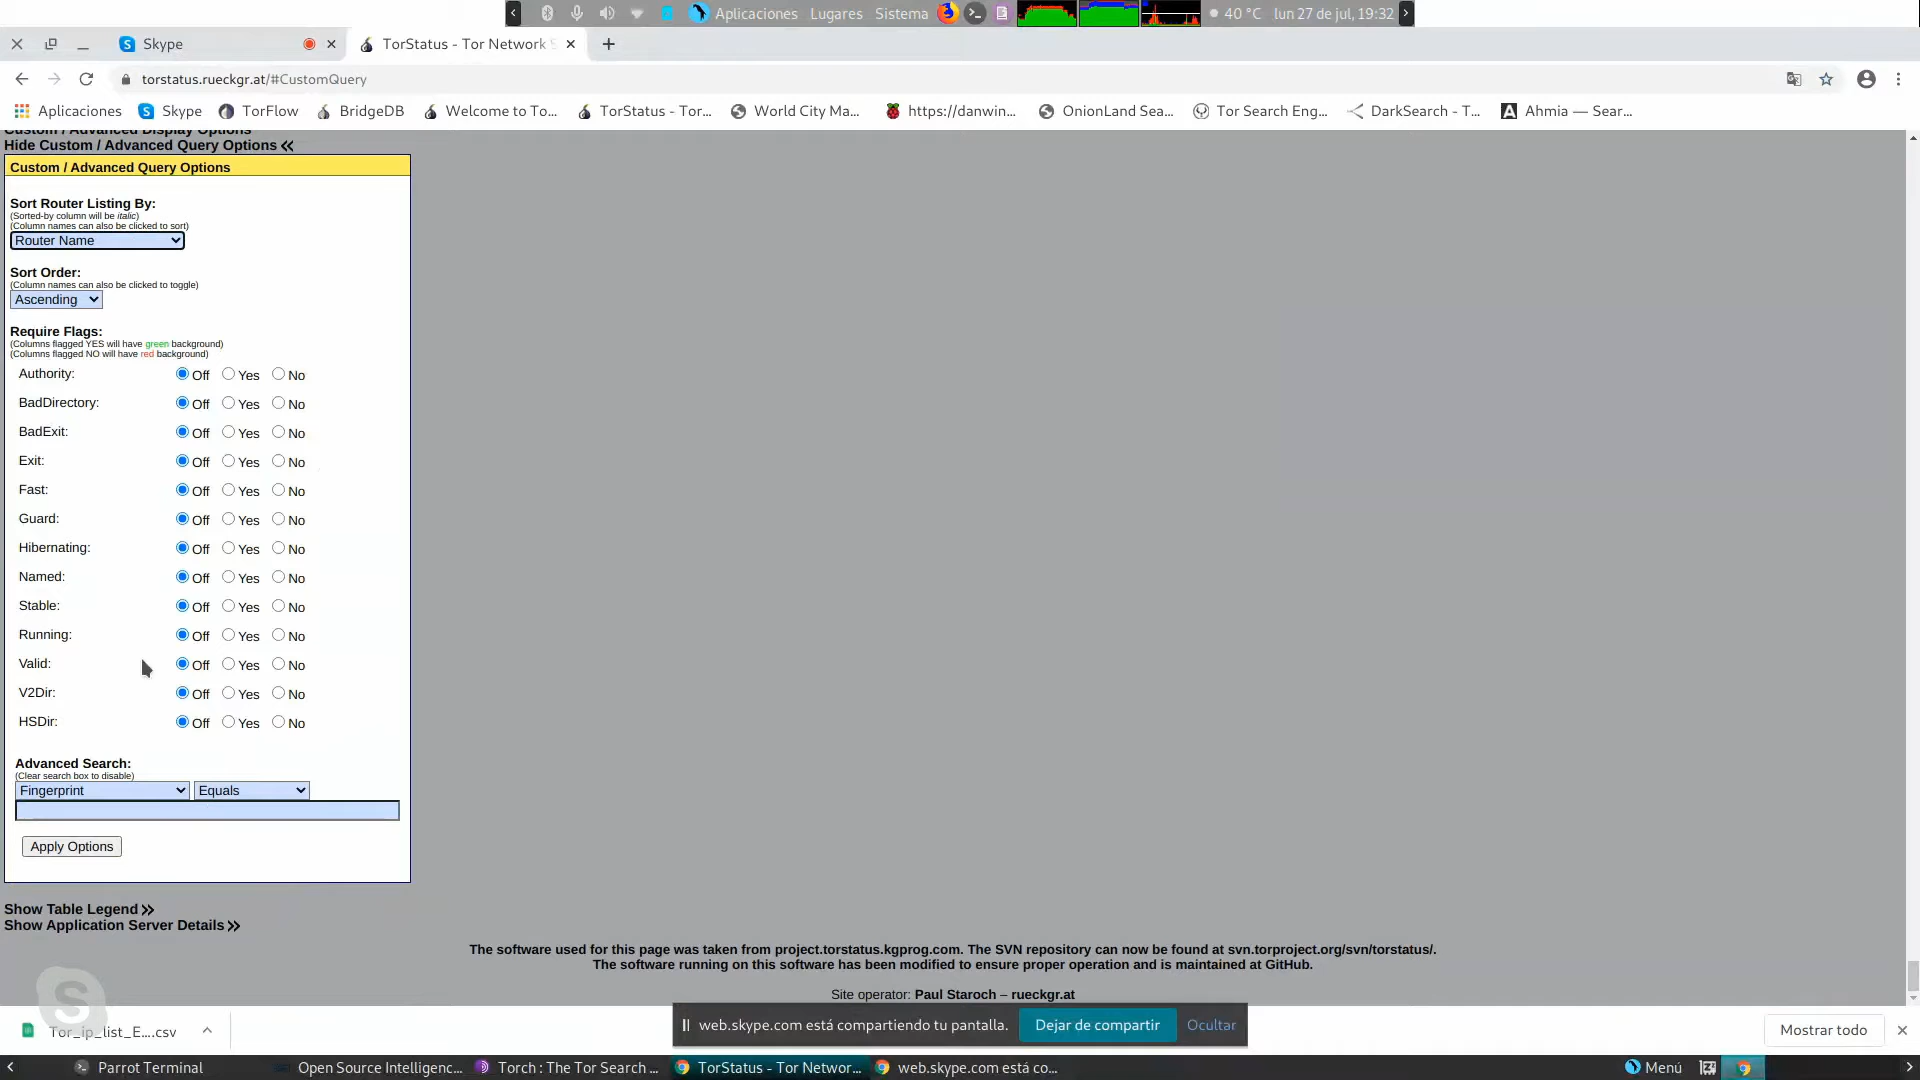 Aplicaciones Lugares Sistema 40 °C lun 27 de jul, 19:32
Skype TorStatus - Tor Network S
torstatus.rueckgr.at/#CustomQuery
Aplicaciones Skype TorFlow BridgeDB Welcome to To... TorStatus - Tor... World City Ma... https://danwin... OnionLand Sea... Tor Search Eng... DarkSearch - T... Ahmia — Sear...
Custom / Advanced Display Options
Hide Custom / Advanced Query Options
Custom / Advanced Query Options
Sort Router Listing By:
(Sorted-by column will be italic)
(Column names can also be clicked to sort)
Router Name
Sort Order:
(Column names can also be clicked to toggle)
Ascending
Require Flags:
(Columns flagged YES will have green background)
(Columns flagged NO will have red background)
Authority: Off Yes No
BadDirectory: Off Yes No
BadExit: Off Yes No
Exit: Off Yes No
Fast: Off Yes No
Guard: Off Yes No
Hibernating: Off Yes No
Named: Off Yes No
Stable: Off Yes No
Running: Off Yes No
Valid: Off Yes No
V2Dir: Off Yes No
HSDir: Off Yes No
Advanced Search:
(Clear search box to disable)
Fingerprint Equals
Apply Options
Show Table Legend
Show Application Server Details
The software used for this page was taken from project.torstatus.kgprog.com. The SVN repository can now be found at svn.torproject.org/svn/torstatus/.
The software running on this software has been modified to ensure proper operation and is maintained at GitHub.
Site operator: Paul Staroch – rueckgr.at
web.skype.com está compartiendo tu pantalla. Dejar de compartir Ocultar
Tor_ip_list_E....csv Mostrar todo
Parrot Terminal Open Source Intelligenc... Torch : The Tor Search ... TorStatus - Tor Networ... web.skype.com está co... Menú